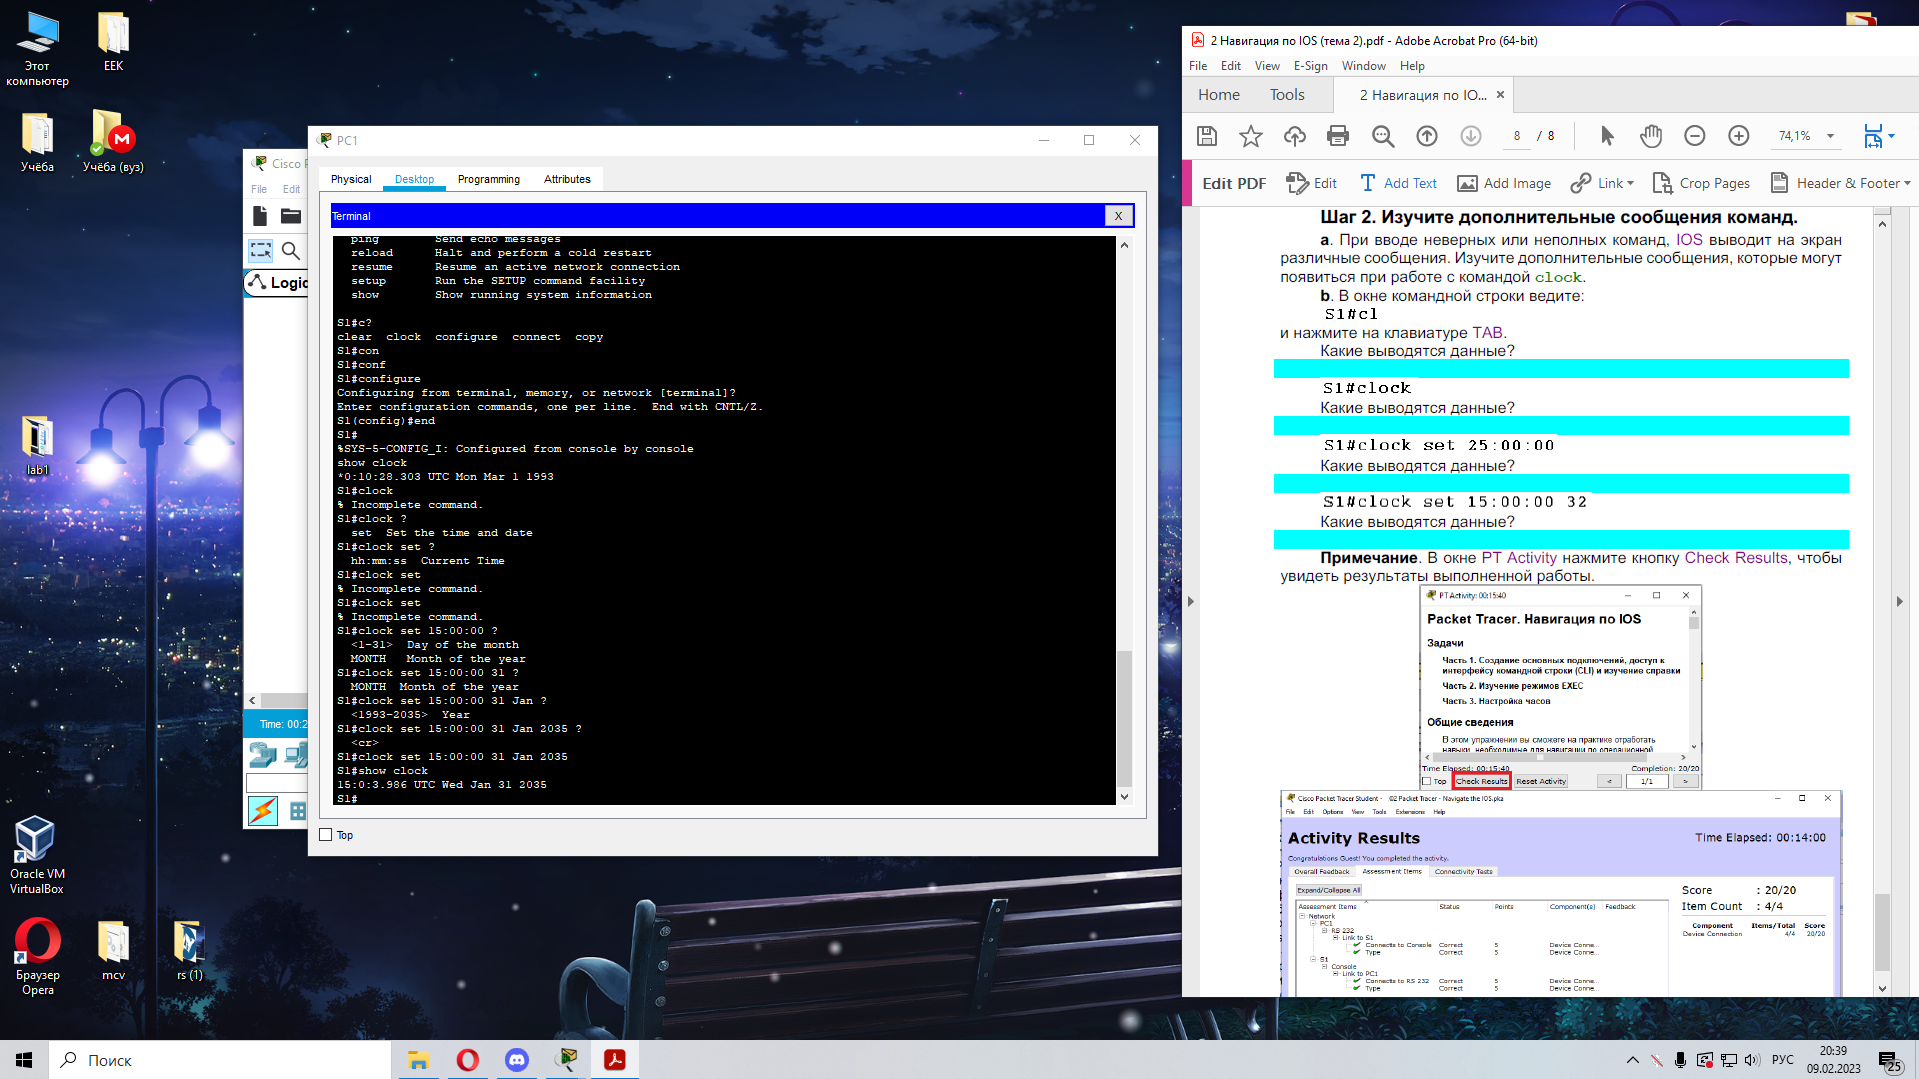 Этот компьютер
EEK
Учёба
Учёба (вуз)
lab1
Oracle VM VirtualBox
Браузер Opera
mcv
rs (1)
Cisco P
File Edit
Logic
Time: 00:2
PC1
Physical Desktop Programming Attributes
Terminal
X
ping Send echo messages
reload Halt and perform a cold restart
resume Resume an active network connection
setup Run the SETUP command facility
show Show running system information
S1#c?
clear clock configure connect copy
S1#con
S1#conf
S1#configure
Configuring from terminal, memory, or network [terminal]?
Enter configuration commands, one per line. End with CNTL/Z.
S1(config)#end
S1#
%SYS-5-CONFIG_I: Configured from console by console
show clock
*0:10:28.303 UTC Mon Mar 1 1993
S1#clock
% Incomplete command.
S1#clock ?
set Set the time and date
S1#clock set ?
hh:mm:ss Current Time
S1#clock set
% Incomplete command.
S1#clock set
% Incomplete command.
S1#clock set 15:00:00 ?
<1-31> Day of the month
MONTH Month of the year
S1#clock set 15:00:00 31 ?
MONTH Month of the year
S1#clock set 15:00:00 31 Jan ?
<1993-2035> Year
S1#clock set 15:00:00 31 Jan 2035 ?
<cr>
S1#clock set 15:00:00 31 Jan 2035
S1#show clock
15:0:3.986 UTC Wed Jan 31 2035
S1#
Top
2 Навигация по IOS (тема 2).pdf - Adobe Acrobat Pro (64-bit)
File Edit View E-Sign Window Help
Home Tools 2 Навигация по IO... ×
8 / 8 74,1%
Edit PDF Edit Add Text Add Image Link Crop Pages Header & Footer
Шаг 2. Изучите дополнительные сообщения команд.
a. При вводе неверных или неполных команд, IOS выводит на экран
различные сообщения. Изучите дополнительные сообщения, которые могут
появиться при работе с командой clock.
b. В окне командной строки ведите:
S1#cl
и нажмите на клавиатуре TAB.
Какие выводятся данные?
S1#clock
Какие выводятся данные?
S1#clock set 25:00:00
Какие выводятся данные?
S1#clock set 15:00:00 32
Какие выводятся данные?
Примечание. В окне PT Activity нажмите кнопку Check Results, чтобы
увидеть результаты выполненной работы.
PT Activity: 00:15:40
Packet Tracer. Навигация по IOS
Задачи
Часть 1. Создание основных подключений, доступ к
интерфейсу командной строки (CLI) и изучение справки
Часть 2. Изучение режимов EXEC
Часть 3. Настройка часов
Общие сведения
В этом упражнении вы сможете на практике отработать
навыки, необходимые для навигации по операционной
Time Elapsed: 00:15:40 Completion: 20/20
Top Check Results Reset Activity < 1/1 >
Cisco Packet Tracer Student - .02 Packet Tracer - Navigate the IOS.pka
File Edit Options View Tools Extensions Help
Activity Results Time Elapsed: 00:14:00
Congratulations Guest! You completed the activity.
Overall Feedback Assessment Items Connectivity Tests
Expand/Collapse All
Assessment Items Status Points Component(s) Feedback
Network
PC1
RS 232
Link to S1
Connects to Console Correct 5 Device Conne...
Type Correct 5 Device Conne...
S1
Console
Link to PC1
Connects to RS 232 Correct 5 Device Conne...
Type Correct 5 Device Conne...
Score : 20/20
Item Count : 4/4
Component Items/Total Score
Device Connection 4/4 20/20
Поиск
РУС
20:39
09.02.2023
25